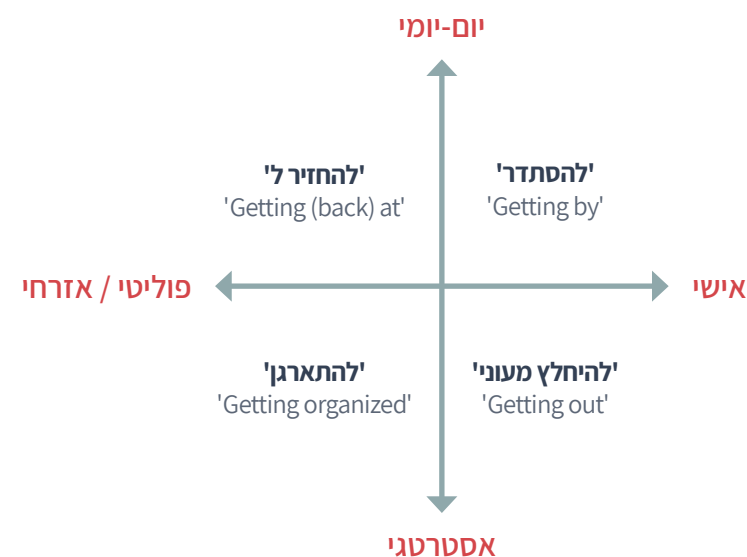 יום-יומי
'להסתדר'
'Getting by'
'להחזיר ל'
'Getting (back) at'
אישי
פוליטי / אזרחי
'להיחלץ מעוני'
'Getting out'
'להתארגן'
'Getting organized'
אסטרטגי